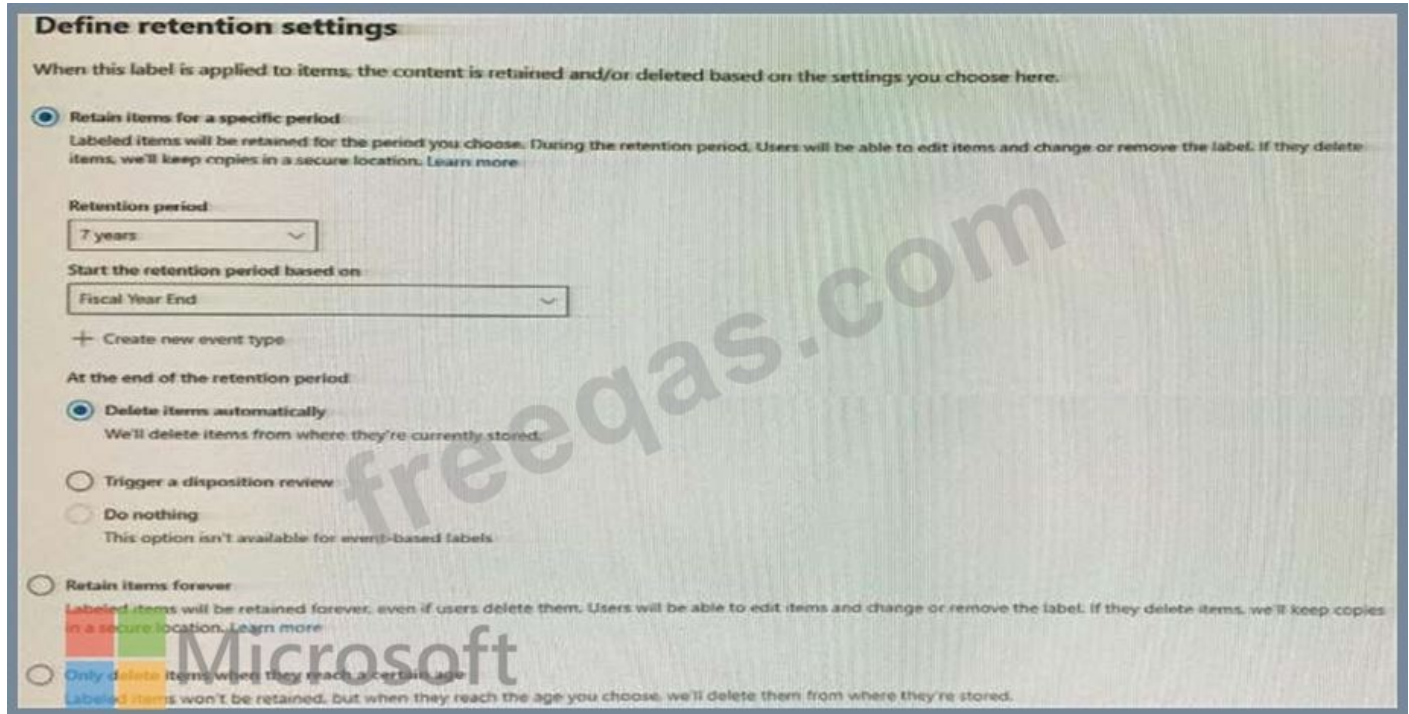 Define retention settings
When this label is applied to items, the content is retained and/or deleted based on the settings you choose here.
Retain items for a specific period
Labeled items will be retained for the period you choose. During the retention period, Users will be able to edit items and change or remove the label. If they delete
items, we'll keep copies in a secure location. Learn more
Retention period
7 years
Start the retention period based on
Fiscal Year End
+ Create new event type
At the end of the retention period
Delete items automatically
We'll delete items from where they're currently stored.
Trigger a disposition review
Do nothing
This option isn't available for event-based labels
Retain items forever
Labeled items will be retained forever, even if users delete them. Users will be able to edit items and change or remove the label. If they delete items, we'll keep copies
in a secure location. Learn more
Only delete items when they reach a certain age
Labeled items won't be retained, but when they reach the age you choose, we'll delete them from where they're stored.
freeqas.com
Microsoft